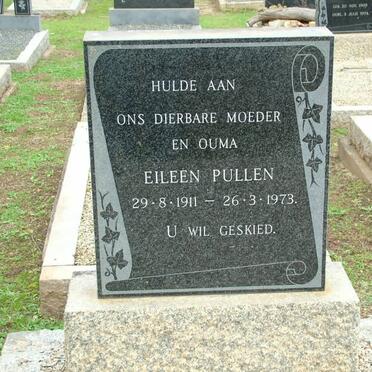 HULDE AAN
ONS DIERBARE MOEDER
EN OUMA
EILEEN PULLEN
29·8·1911 – 26·3·1973.
U WIL GESKIED.